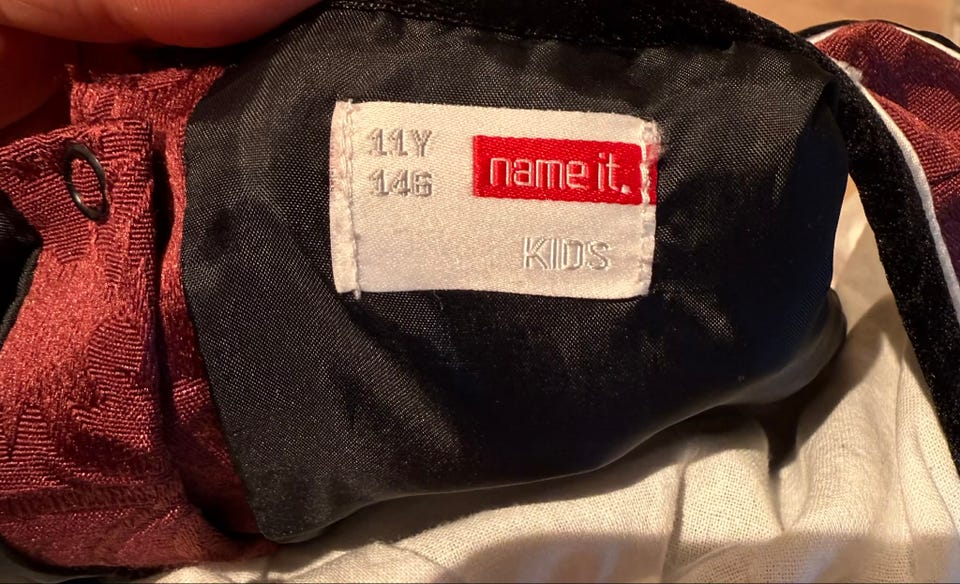 11Y
146
name it.
KIDS